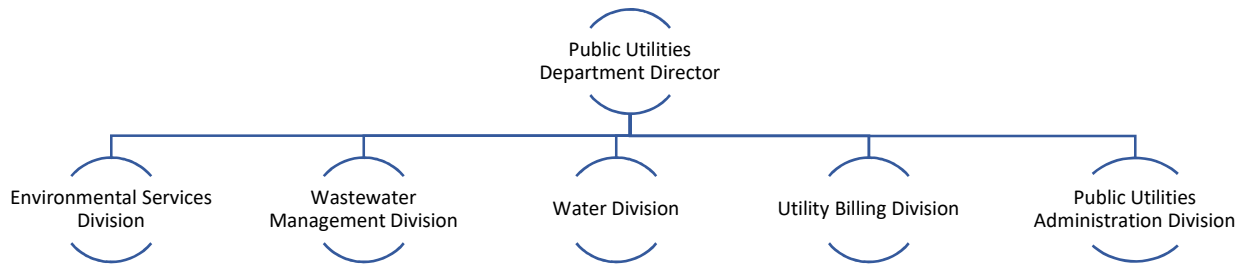 Public Utilities
Department Director
Environmental Services
Division
Wastewater
Management Division
Water Division
Utility Billing Division
Public Utilities
Administration Division